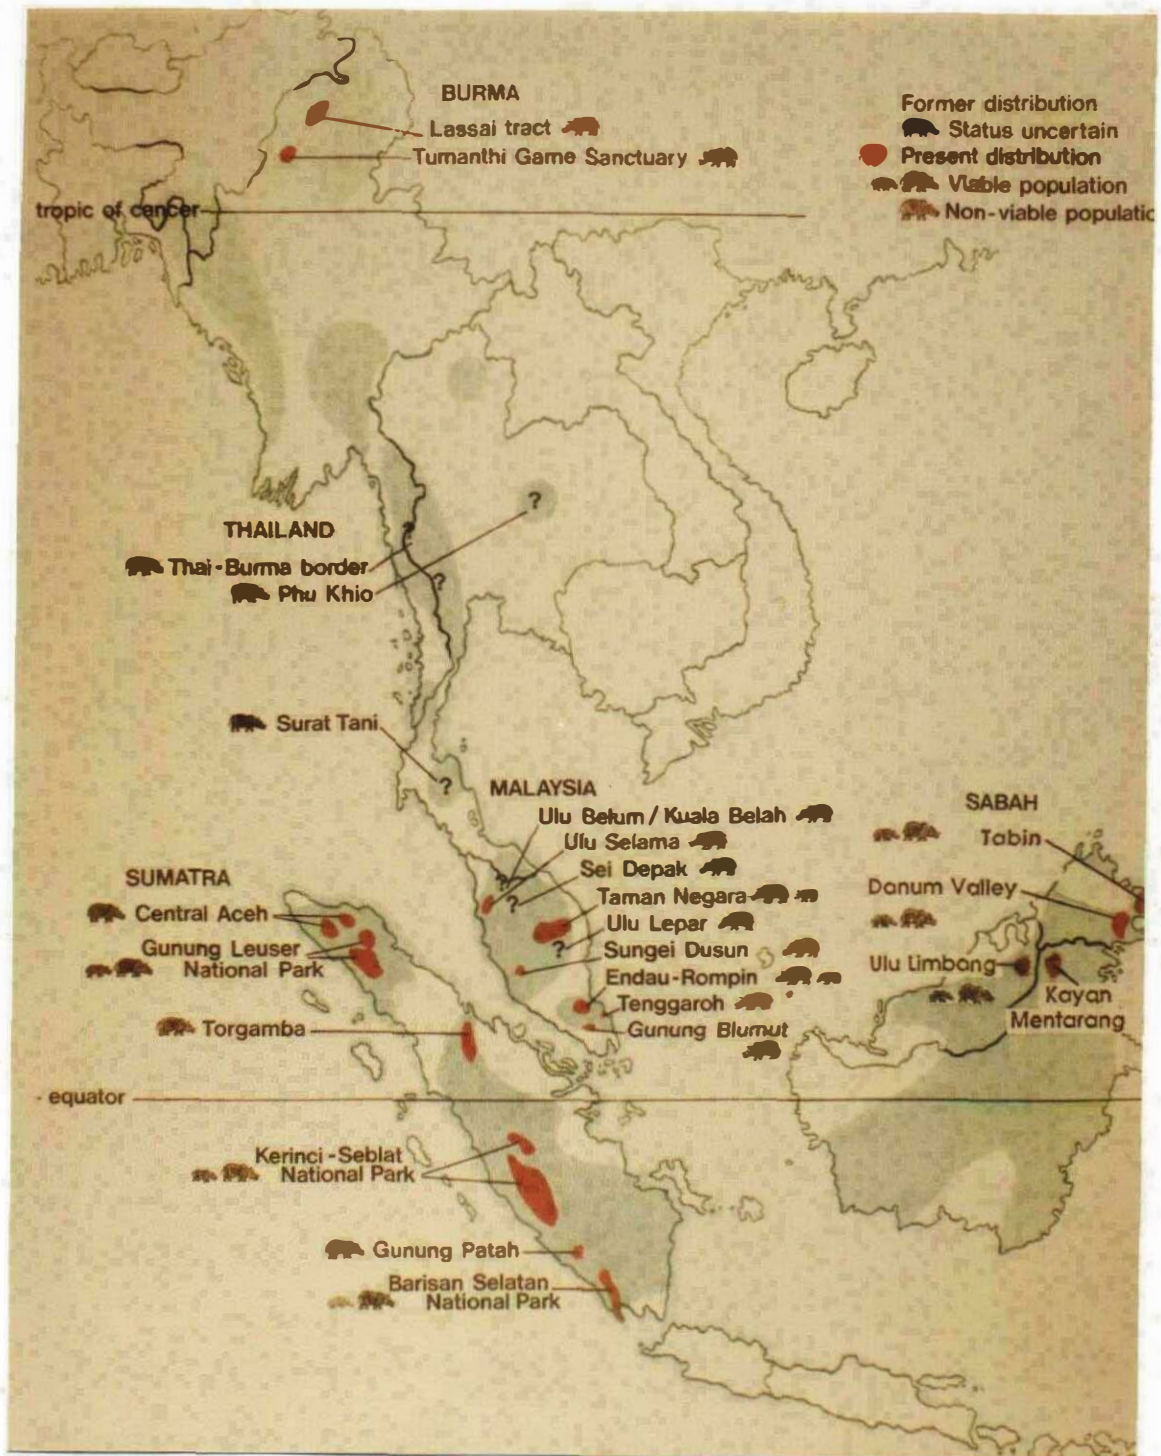 BURMA
Lassai tract
Tumanthi Game Sanctuary
Former distribution
Status uncertain
Present distribution
Viable population
Non-viable populatic
tropic of cancer
?
THAILAND
?
Thai-Burma border
Phu Khio
?
Surat Tani
?
MALAYSIA
Ulu Belum / Kuala Belah
Ulu Selama
Sei Depak
Taman Negara
Ulu Lepar
Sungei Dusun
Endau-Rompin
Tenggaroh
Gunung Blumut
?
?
?
SABAH
Tabin
Danum Valley
Ulu Limbang
Kayan
Mentarang
SUMATRA
Central Aceh
Gunung Leuser
National Park
Torgamba
equator
Kerinci-Seblat
National Park
Gunung Patah
Barisan Selatan
National Park